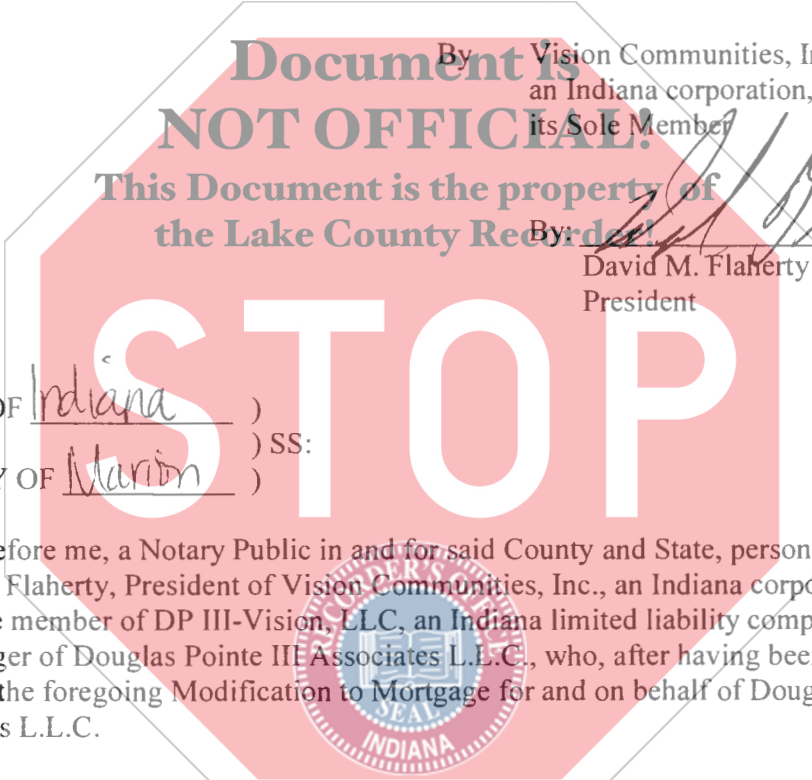 Document is
NOT OFFICIAL!
This Document is the property of
the Lake County Recorder!
By Vision Communities,
an Indiana corporation,
its Sole Member
By:
David M. Flaherty
President
STOP
OF Indiana )
) SS:
Y OF Marion )
efore me, a Notary Public in and for said County and State, person
Flaherty, President of Vision Communities, Inc., an Indiana corpo
e member of DP III-Vision, LLC, an Indiana limited liability comp
ger of Douglas Pointe III Associates L.L.C., who, after having bee
the foregoing Modification to Mortgage for and on behalf of Doug
s L.L.C.
RECORDER'S OFFICE
SEAL
INDIANA